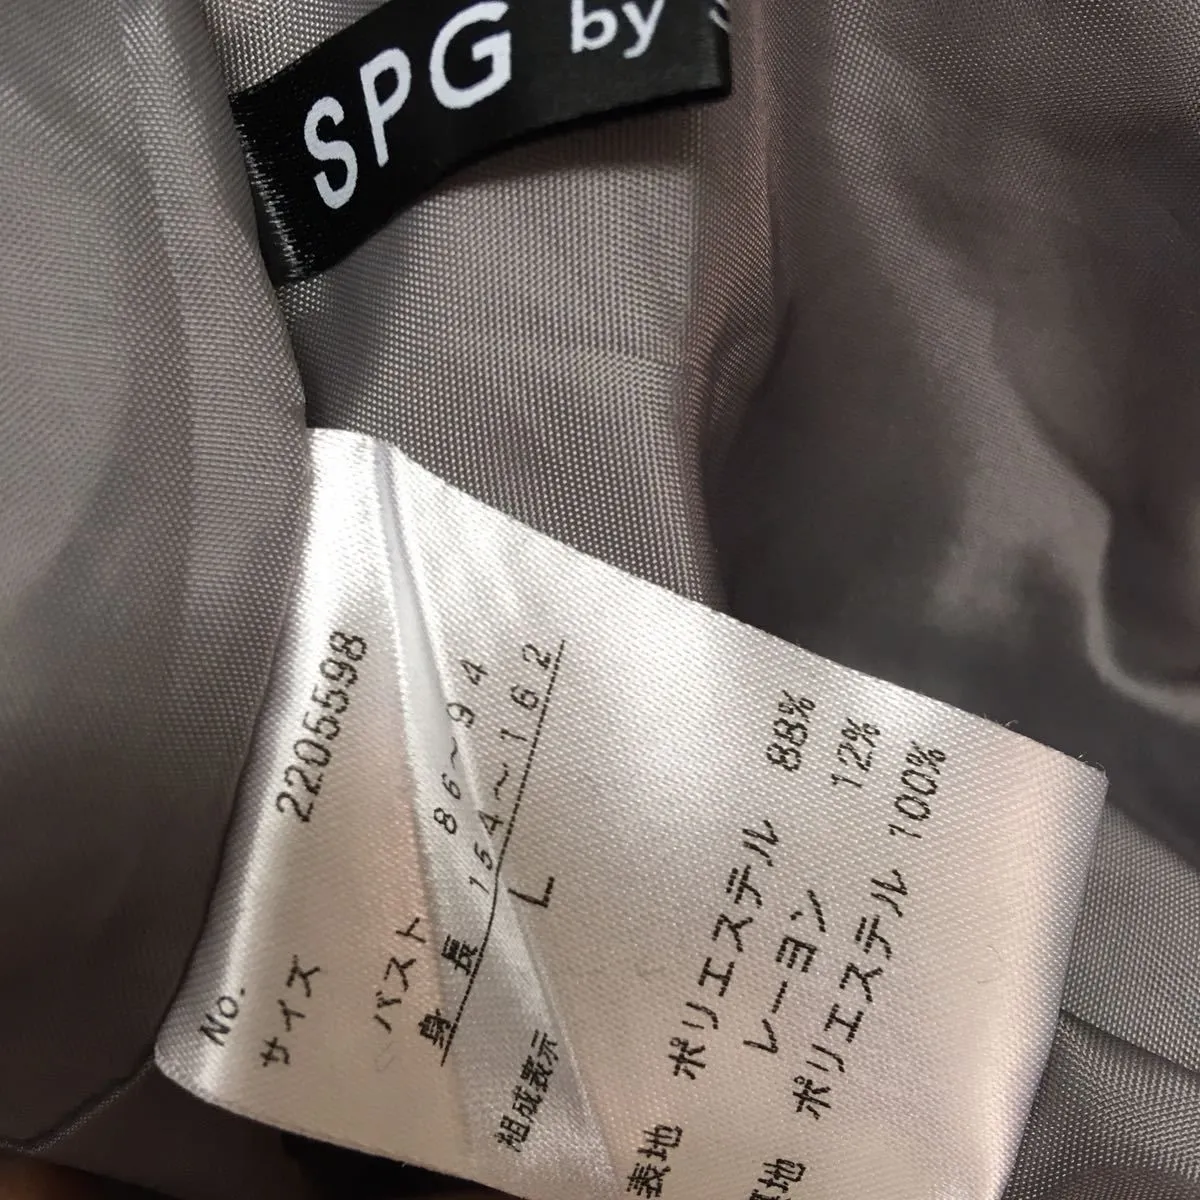 SPG by
No. 2205598
サイズ
バスト 86~94
身長 154~162
L
組成表示
表地 ポリエステル 88%
レーヨン 12%
地 ポリエステル 100%